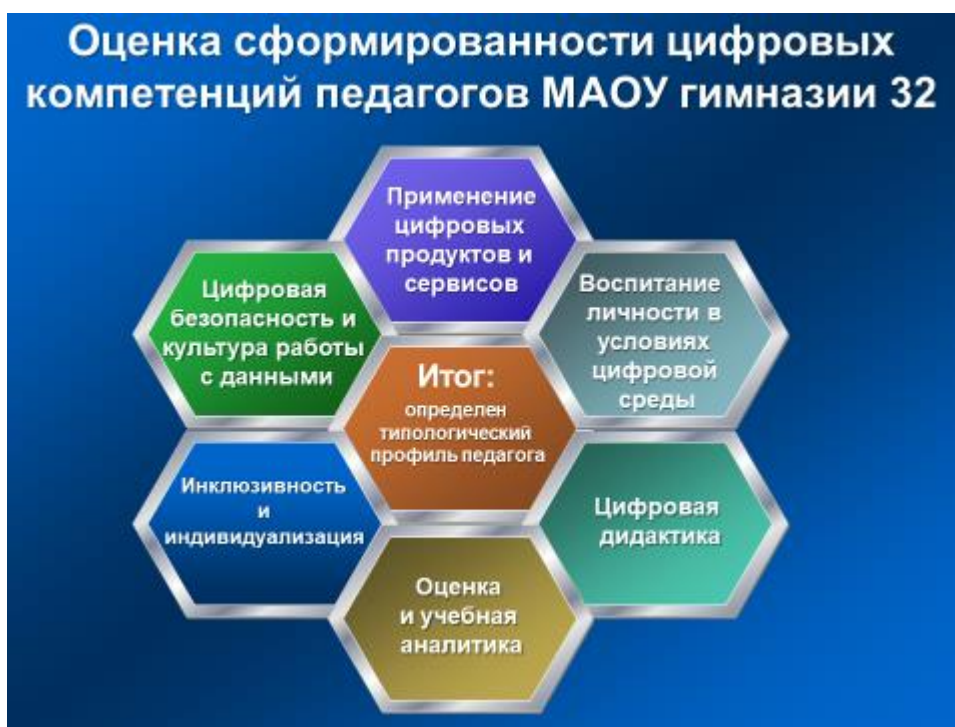 Оценка сформированности цифровых
компетенций педагогов МАОУ гимназии 32
Применение
цифровых
продуктов и
сервисов
Цифровая
безопасность и
культура работы
с данными
Воспитание
личности в
условиях
цифровой
среды
Итог:
определен
типологический
профиль педагога
Инклюзивность
и
индивидуализация
Цифровая
дидактика
Оценка
и учебная
аналитика